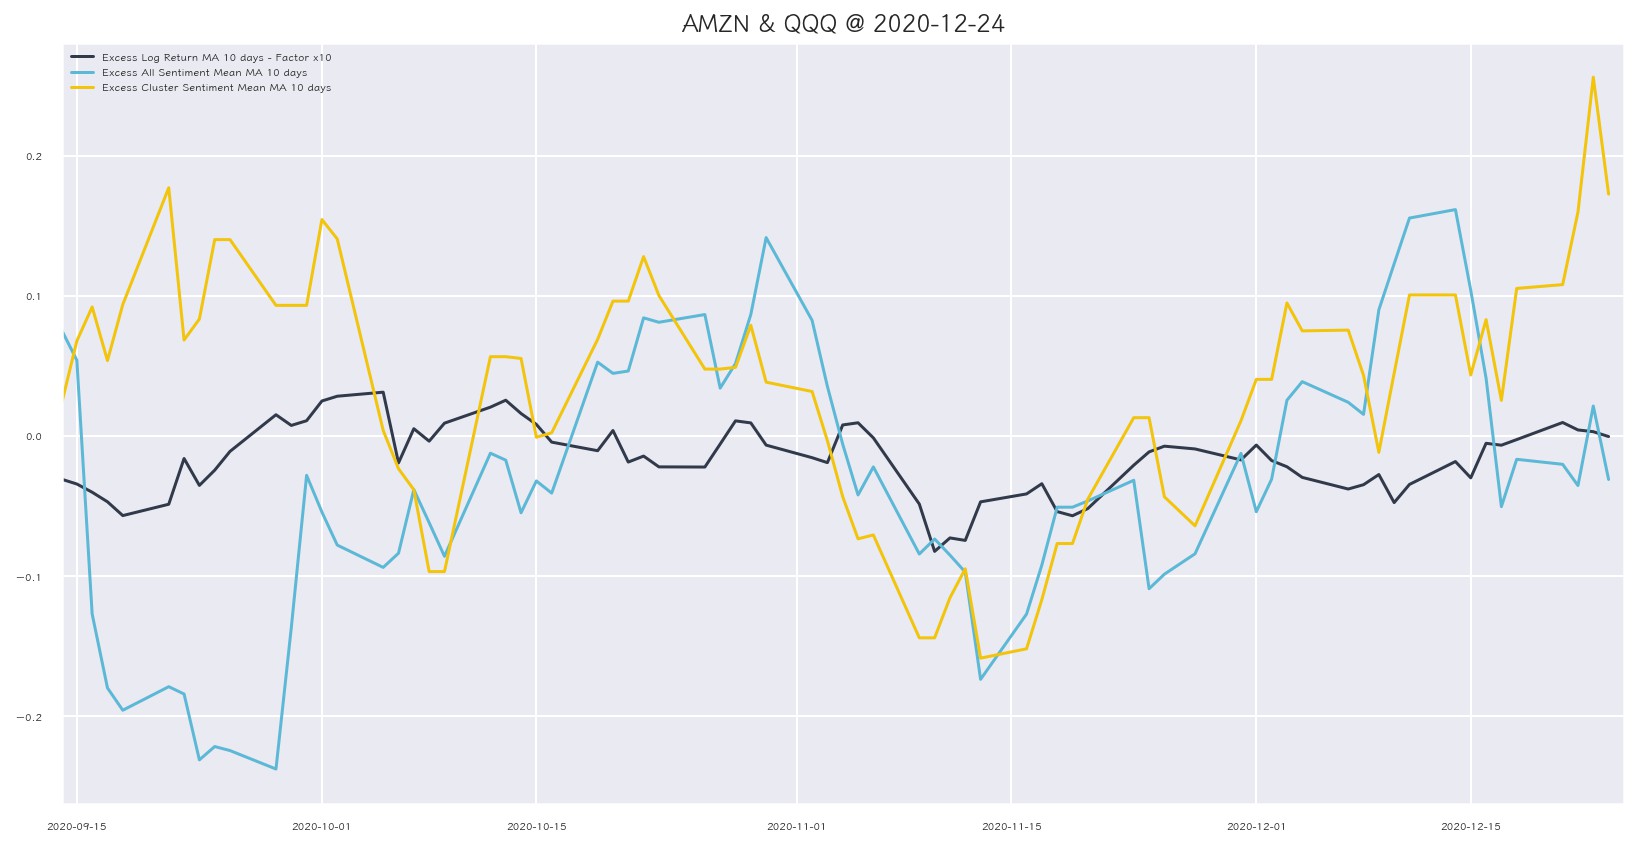 AMZN & QQQ @ 2020-12-24
Excess Log Return MA 10 days - Factor x10
Excess All Sentiment Mean MA 10 days
Excess Cluster Sentiment Mean MA 10 days
0.2
0.1
0.0
−0.1
−0.2
2020-09-15 2020-10-01 2020-10-15 2020-11-01 2020-11-15 2020-12-01 2020-12-15